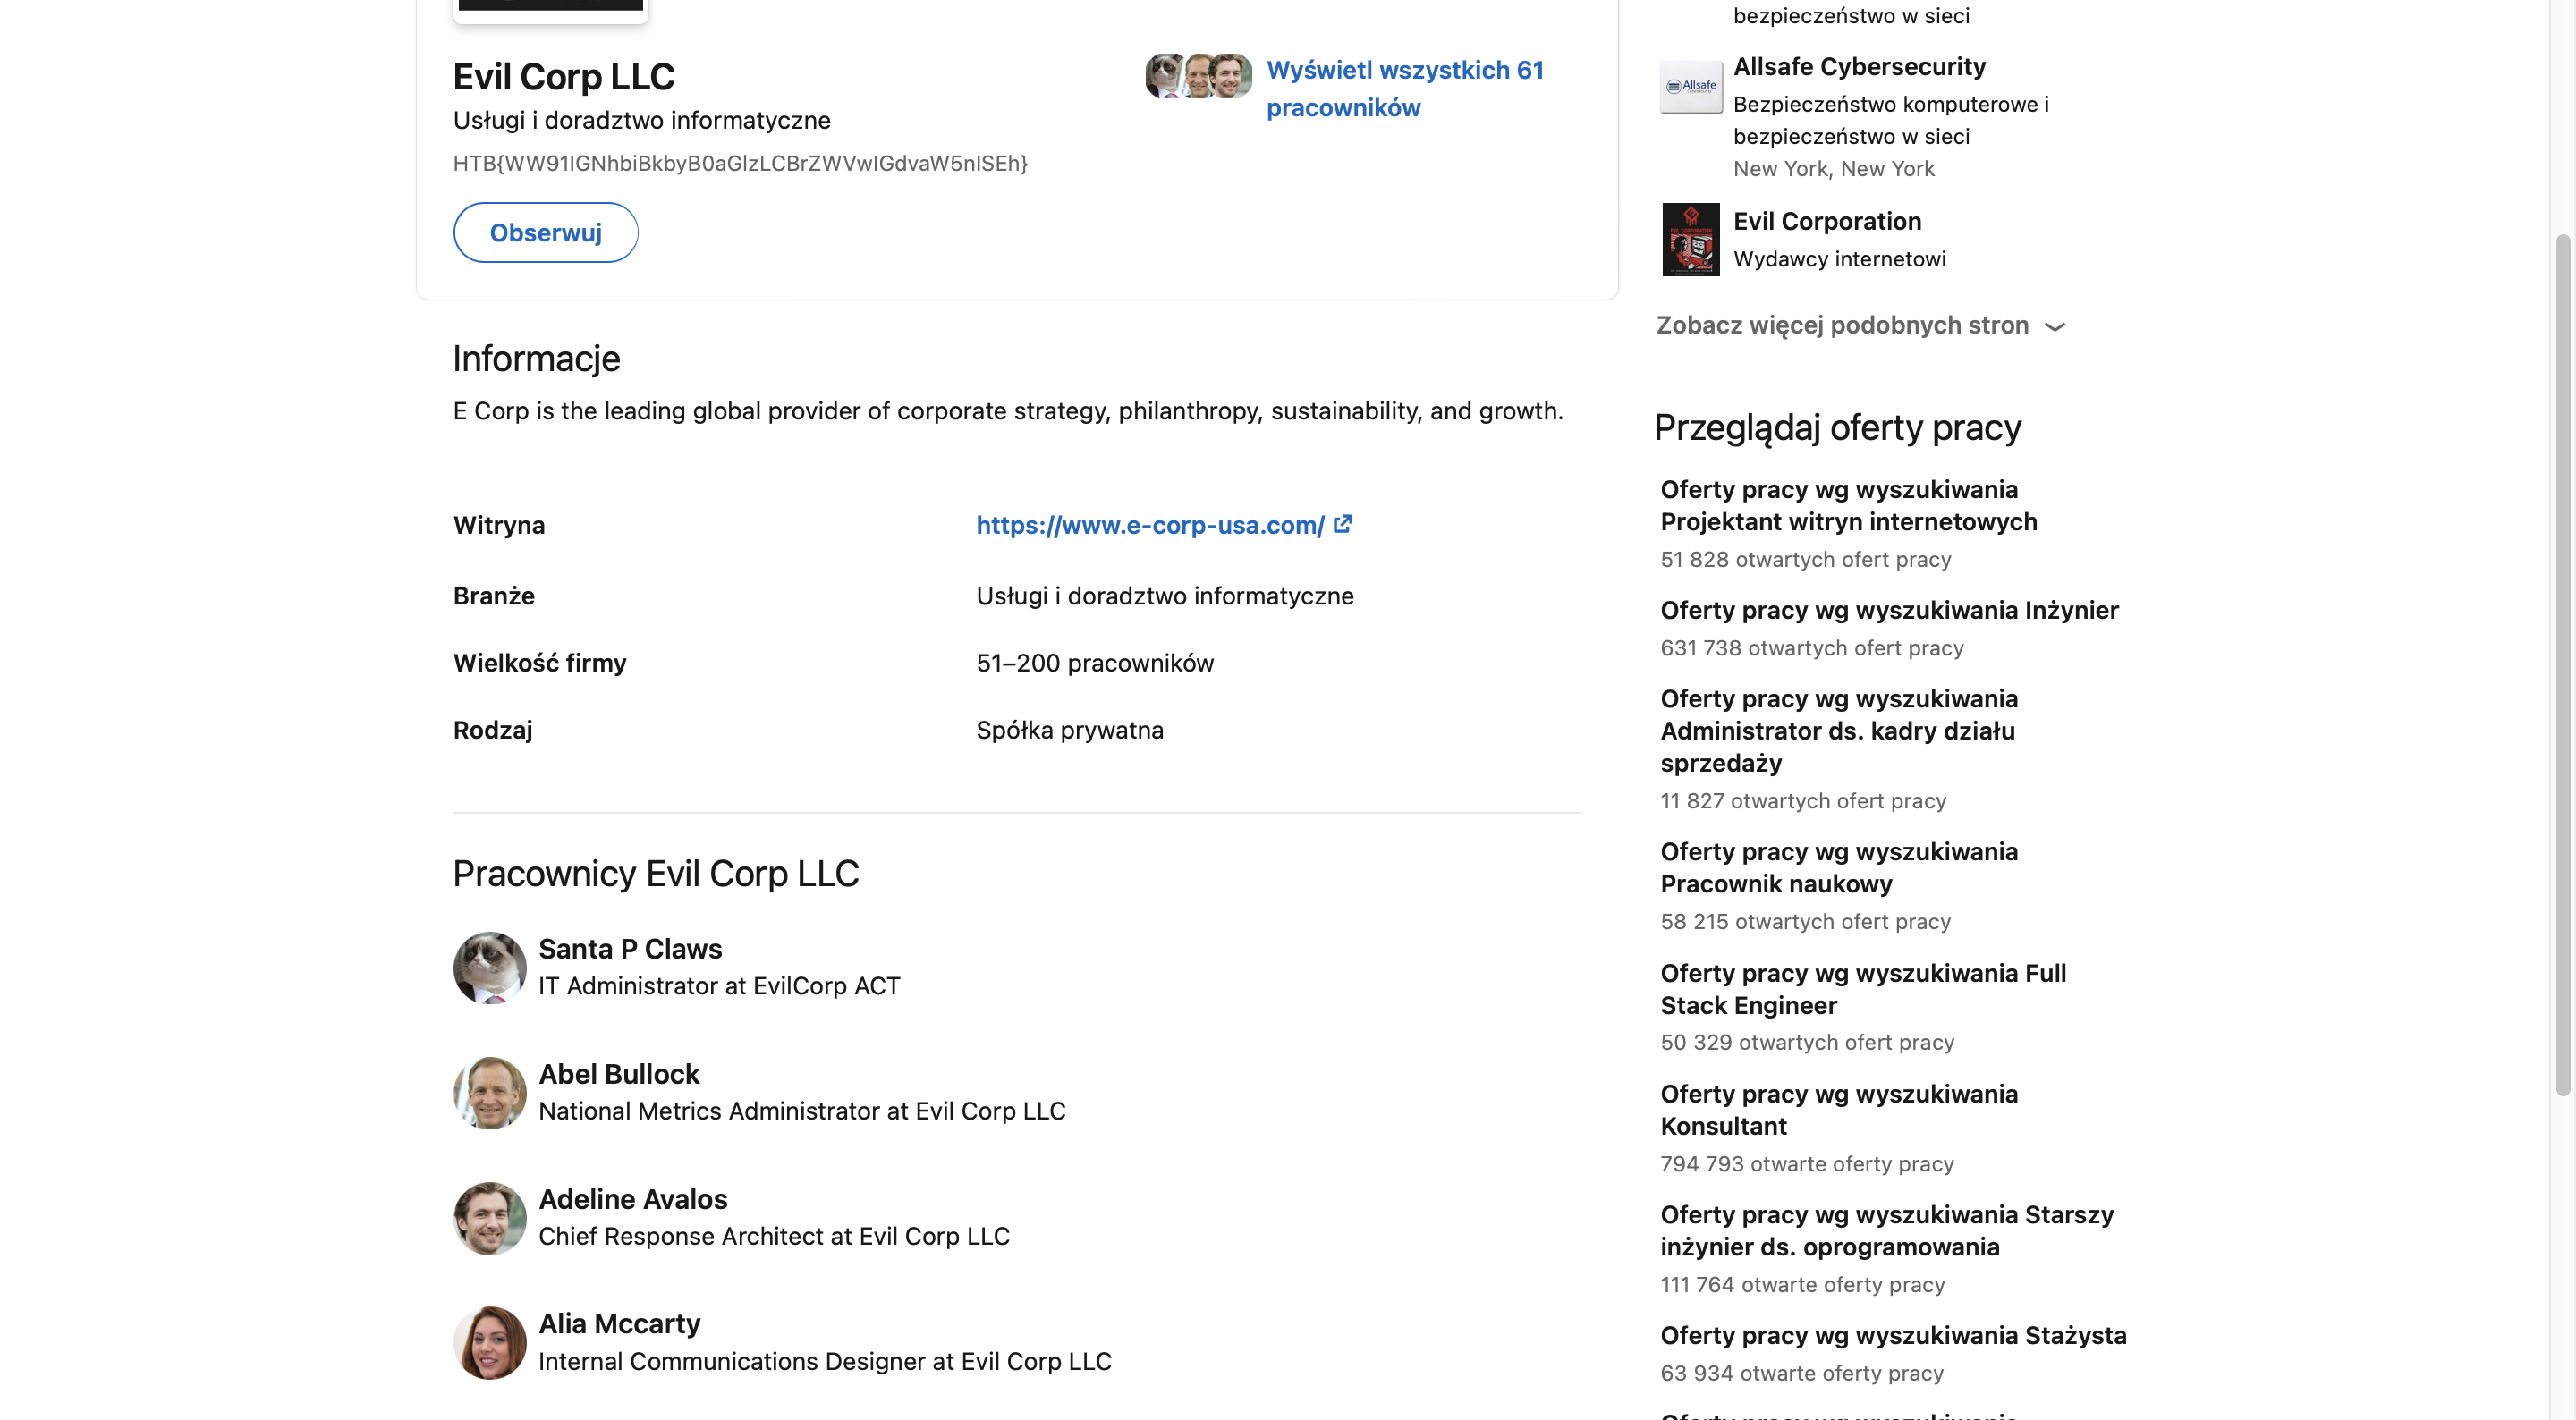 Evil Corp LLC
Usługi i doradztwo informatyczne
HTB{WW91IGNhbiBkbyB0aGlzLCBrZWVwIGdvaW5nISEh}
Obserwuj
Wyświetl wszystkich 61
pracowników
Informacje
E Corp is the leading global provider of corporate strategy, philanthropy, sustainability, and growth.
Witryna
https://www.e-corp-usa.com/
Branże
Usługi i doradztwo informatyczne
Wielkość firmy
51–200 pracowników
Rodzaj
Spółka prywatna
Pracownicy Evil Corp LLC
Santa P Claws
IT Administrator at EvilCorp ACT
Abel Bullock
National Metrics Administrator at Evil Corp LLC
Adeline Avalos
Chief Response Architect at Evil Corp LLC
Alia Mccarty
Internal Communications Designer at Evil Corp LLC
bezpieczeństwo w sieci
Allsafe
Allsafe Cybersecurity
Bezpieczeństwo komputerowe i
bezpieczeństwo w sieci
New York, New York
Evil Corporation
Wydawcy internetowi
Zobacz więcej podobnych stron
Przeglądaj oferty pracy
Oferty pracy wg wyszukiwania
Projektant witryn internetowych
51 828 otwartych ofert pracy
Oferty pracy wg wyszukiwania Inżynier
631 738 otwartych ofert pracy
Oferty pracy wg wyszukiwania
Administrator ds. kadry działu
sprzedaży
11 827 otwartych ofert pracy
Oferty pracy wg wyszukiwania
Pracownik naukowy
58 215 otwartych ofert pracy
Oferty pracy wg wyszukiwania Full
Stack Engineer
50 329 otwartych ofert pracy
Oferty pracy wg wyszukiwania
Konsultant
794 793 otwarte oferty pracy
Oferty pracy wg wyszukiwania Starszy
inżynier ds. oprogramowania
111 764 otwarte oferty pracy
Oferty pracy wg wyszukiwania Stażysta
63 934 otwarte oferty pracy